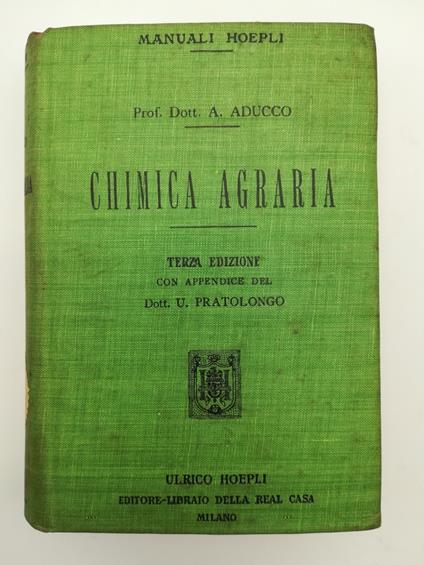 MANUALI HOEPLI
Prof. Dott. A. ADUCCO
CHIMICA AGRARIA
TERZA EDIZIONE
CON APPENDICE DEL
Dott. U. PRATOLONGO
ULRICO HOEPLI
EDITORE-LIBRAIO DELLA REAL CASA
MILANO